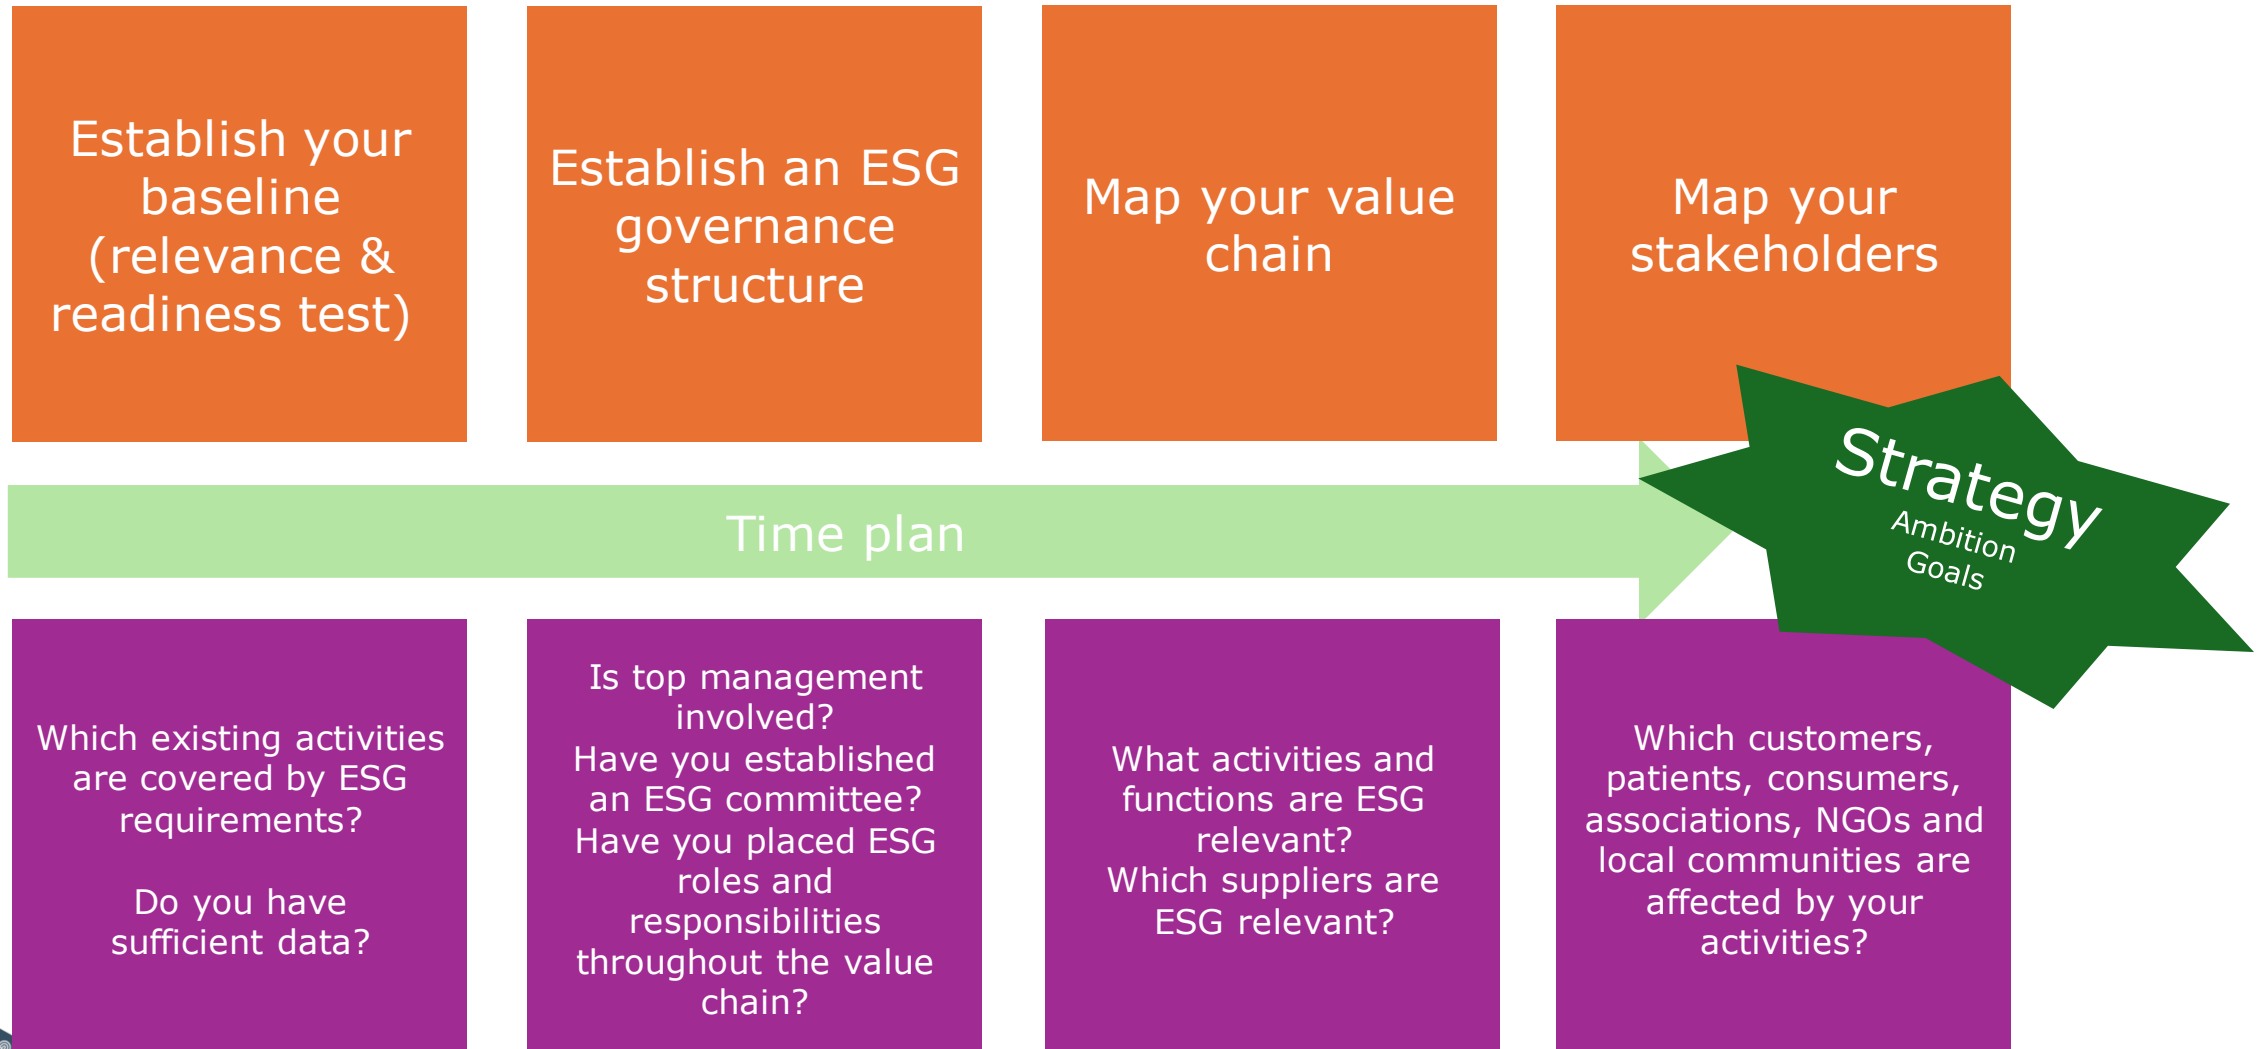 Establish your
baseline
(relevance &
readiness test)
Establish an ESG
governance
structure
Map your value
chain
Map your
stakeholders
Time plan
Strategy
Ambition
Goals
Which existing activities
are covered by ESG
requirements?
Do you have
sufficient data?
Is top management
involved?
Have you established
an ESG committee?
Have you placed ESG
roles and
responsibilities
throughout the value
chain?
What activities and
functions are ESG
relevant?
Which suppliers are
ESG relevant?
Which customers,
patients, consumers,
associations, NGOs and
local communities are
affected by your
activities?